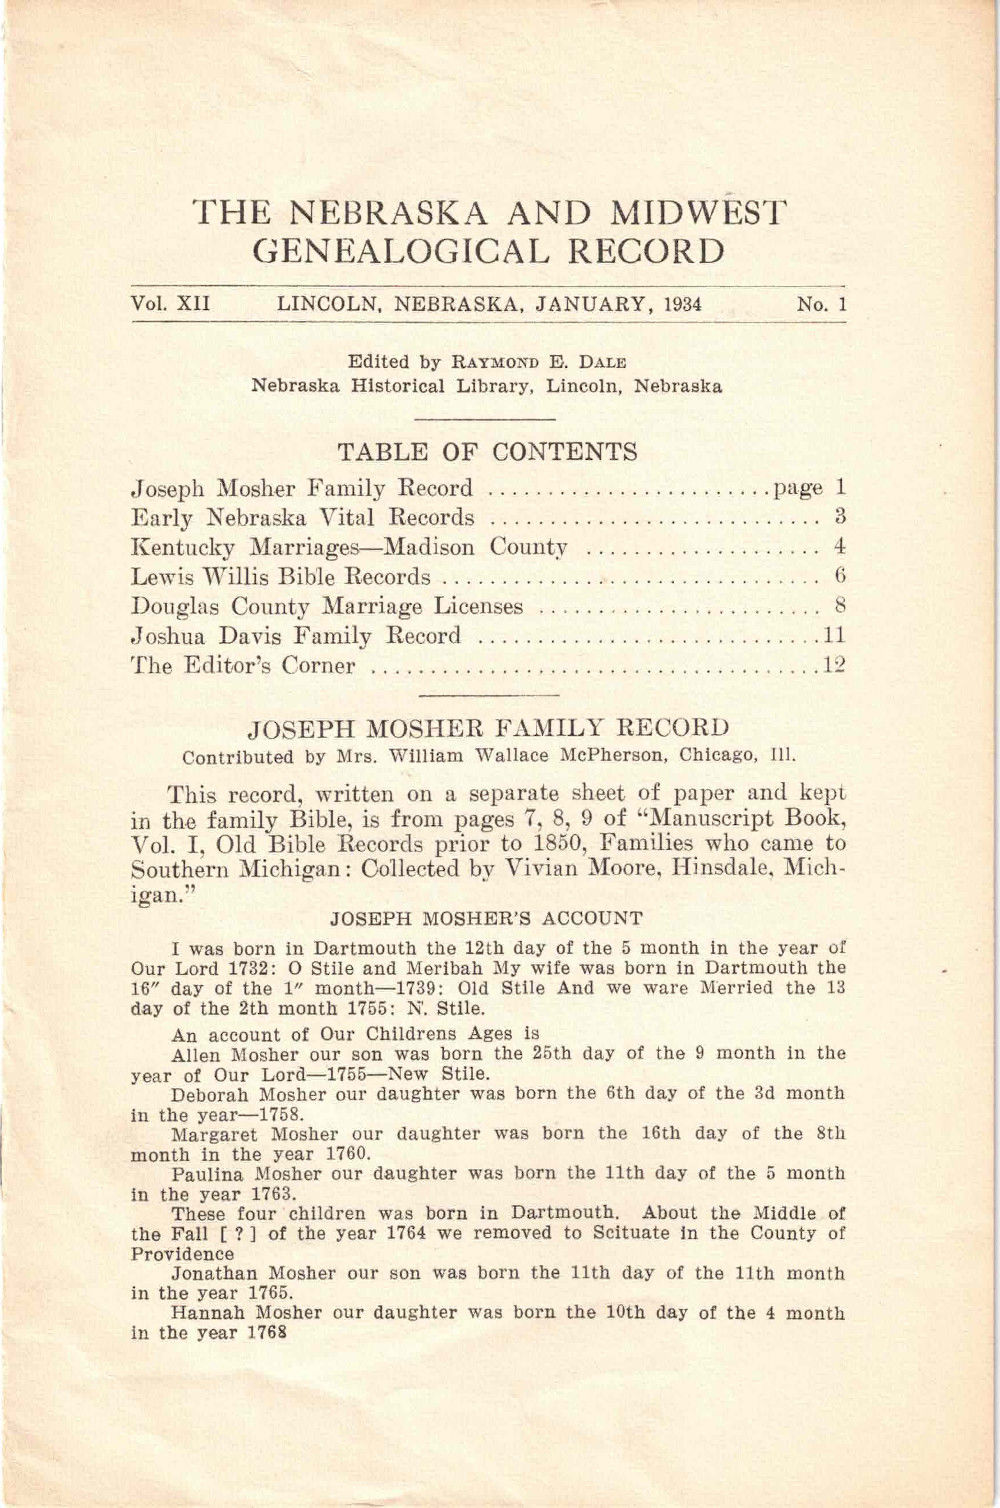 THE NEBRASKA AND MIDWEST
GENEALOGICAL RECORD
Vol. XII LINCOLN, NEBRASKA, JANUARY, 1934 No. 1
Edited by RAYMOND E. DALE
Nebraska Historical Library, Lincoln, Nebraska
TABLE OF CONTENTS
Joseph Mosher Family Record ........................page 1
Early Nebraska Vital Records ............................ 3
Kentucky Marriages—Madison County .................... 4
Lewis Willis Bible Records ................................ 6
Douglas County Marriage Licenses ........................ 8
Joshua Davis Family Record .............................11
The Editor's Corner ......................................12
JOSEPH MOSHER FAMILY RECORD
Contributed by Mrs. William Wallace McPherson, Chicago, Ill.
This record, written on a separate sheet of paper and kept
in the family Bible, is from pages 7, 8, 9 of “Manuscript Book,
Vol. I, Old Bible Records prior to 1850, Families who came to
Southern Michigan: Collected by Vivian Moore, Hinsdale, Mich-
igan.”
JOSEPH MOSHER'S ACCOUNT
I was born in Dartmouth the 12th day of the 5 month in the year of
Our Lord 1732: O Stile and Meribah My wife was born in Dartmouth the
16″ day of the 1″ month—1739: Old Stile And we ware Merried the 13
day of the 2th month 1755: N. Stile.
An account of Our Childrens Ages is
Allen Mosher our son was born the 25th day of the 9 month in the
year of Our Lord—1755—New Stile.
Deborah Mosher our daughter was born the 6th day of the 3d month
in the year—1758.
Margaret Mosher our daughter was born the 16th day of the 8th
month in the year 1760.
Paulina Mosher our daughter was born the 11th day of the 5 month
in the year 1763.
These four children was born in Dartmouth. About the Middle of
the Fall [ ? ] of the year 1764 we removed to Scituate in the County of
Providence
Jonathan Mosher our son was born the 11th day of the 11th month
in the year 1765.
Hannah Mosher our daughter was born the 10th day of the 4 month
in the year 1768